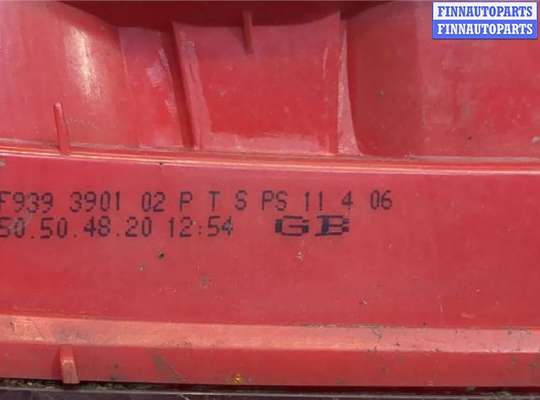 FINNAUTOPARTS
FINNAUTOPARTS
F939 3901 02 P T S PS 11 4 06
50.50.48.20 12:54 GB